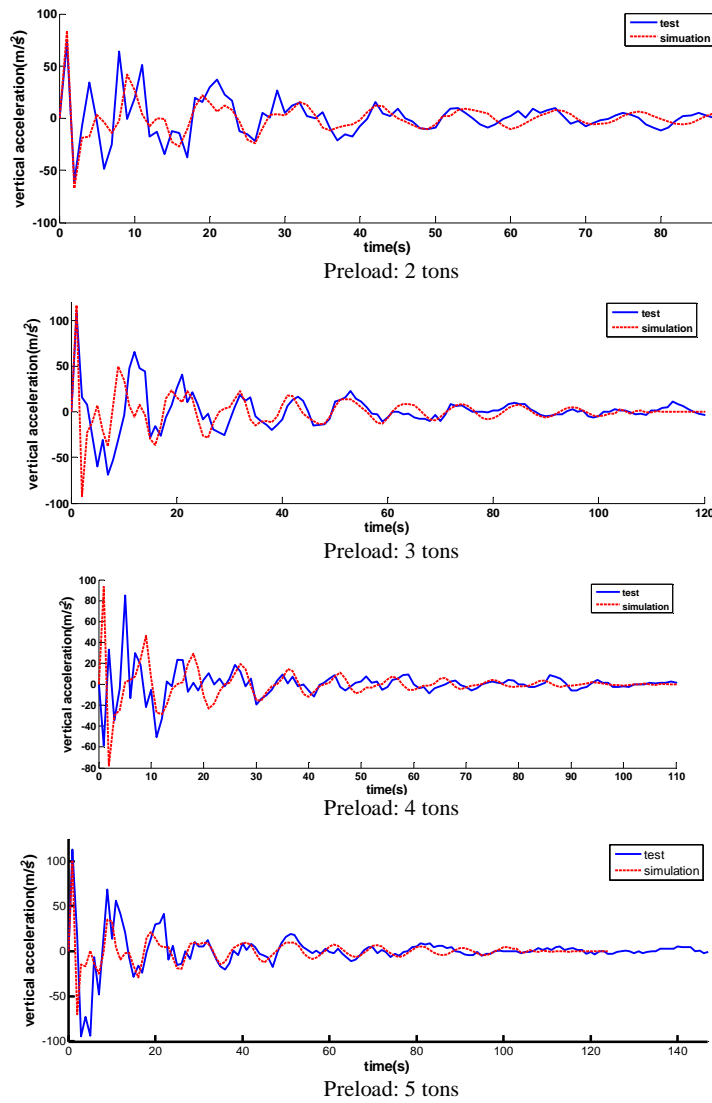 vertical acceleration(m/s²)
100
50
0
-50
-100
0 10 20 30 40 50 60 70 80
time(s)
test
simuation
Preload: 2 tons
vertical acceleration(m/s²)
100
50
0
-50
-100
0 20 40 60 80 100 120
time(s)
test
simulation
Preload: 3 tons
vertical acceleration(m/s²)
100
80
60
40
20
0
-20
-40
-60
-80
0 10 20 30 40 50 60 70 80 90 100 110
time(s)
test
simulation
Preload: 4 tons
vertical acceleration(m/s²)
100
50
0
-50
-100
0 20 40 60 80 100 120 140
time(s)
test
simulation
Preload: 5 tons